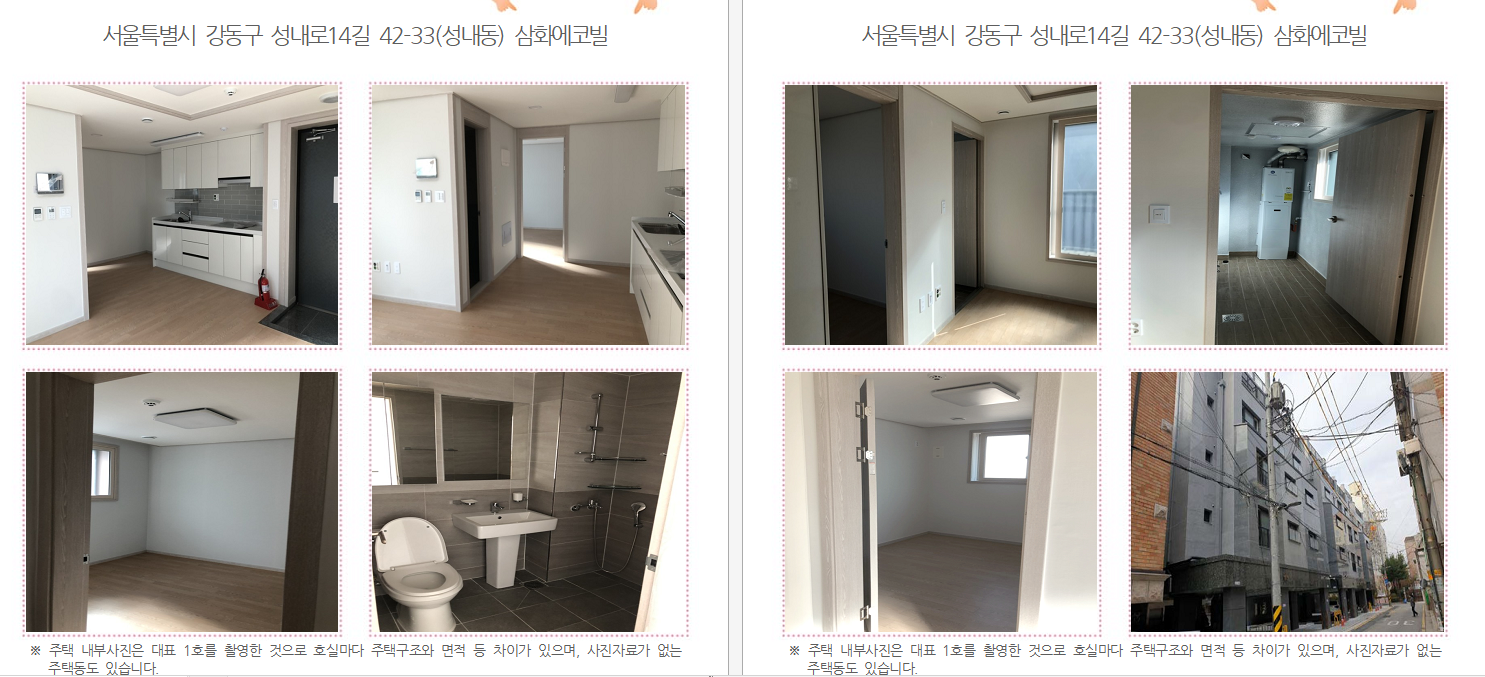 서울특별시 강동구 성내로14길 42-33(성내동) 삼화에코빌
※ 주택 내부사진은 대표 1호를 촬영한 것으로 호실마다 주택구조와 면적 등 차이가 있으며, 사진자료가 없는
주택동도 있습니다.
서울특별시 강동구 성내로14길 42-33(성내동) 삼화에코빌
※ 주택 내부사진은 대표 1호를 촬영한 것으로 호실마다 주택구조와 면적 등 차이가 있으며, 사진자료가 없는
주택동도 있습니다.